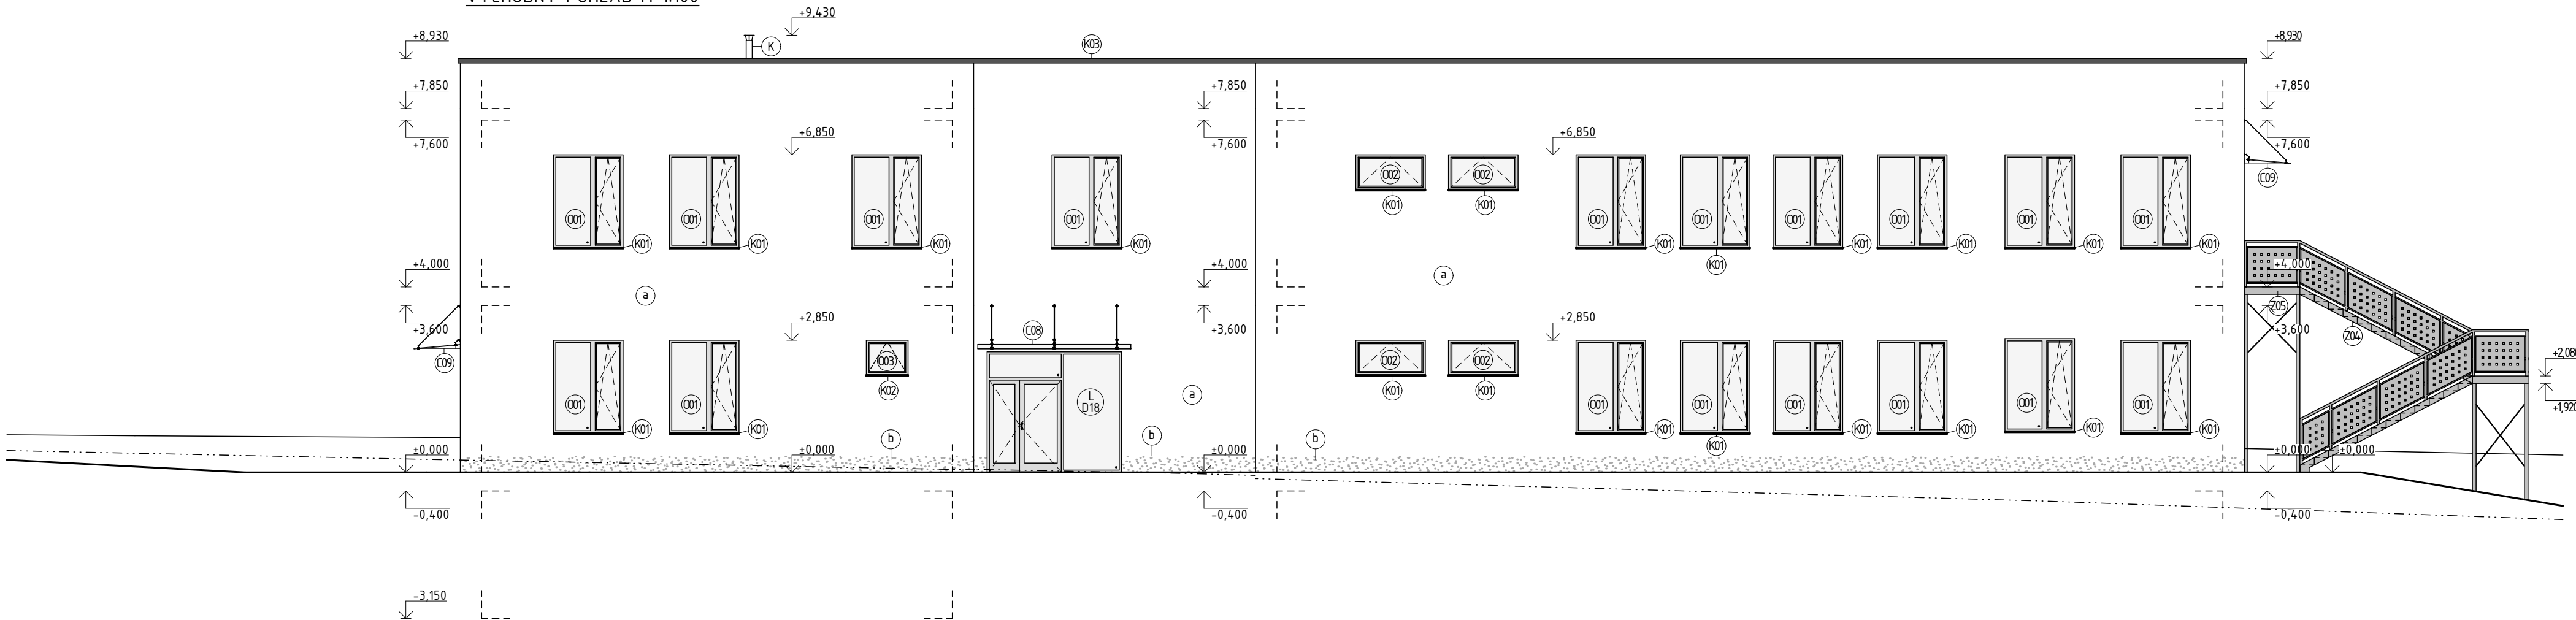 +9,430
+8,930
K
K03
+8,930
+7,850
+7,850
+7,850
+6,850
+6,850
+7,600
+7,600
+7,600
O02
O02
C09
K01
K01
O01
O01
O01
O01
O01
O01
O01
O01
O01
O01
K01
K01
K01
K01
K01
K01
K01
K01
K01
K01
+4,000
+4,000
+4,000
a
a
Z05
+2,850
+2,850
+3,600
C08
+3,600
+3,600
Z04
C09
O03
O02
O02
K02
K01
K01
L
D18
a
O01
O01
O01
O01
O01
O01
O01
O01
K01
K01
K01
K01
K01
K01
K01
K01
b
b
b
±0,000
±0,000
±0,000
±0,000
±0,000
-0,400
-0,400
-0,400
-3,150